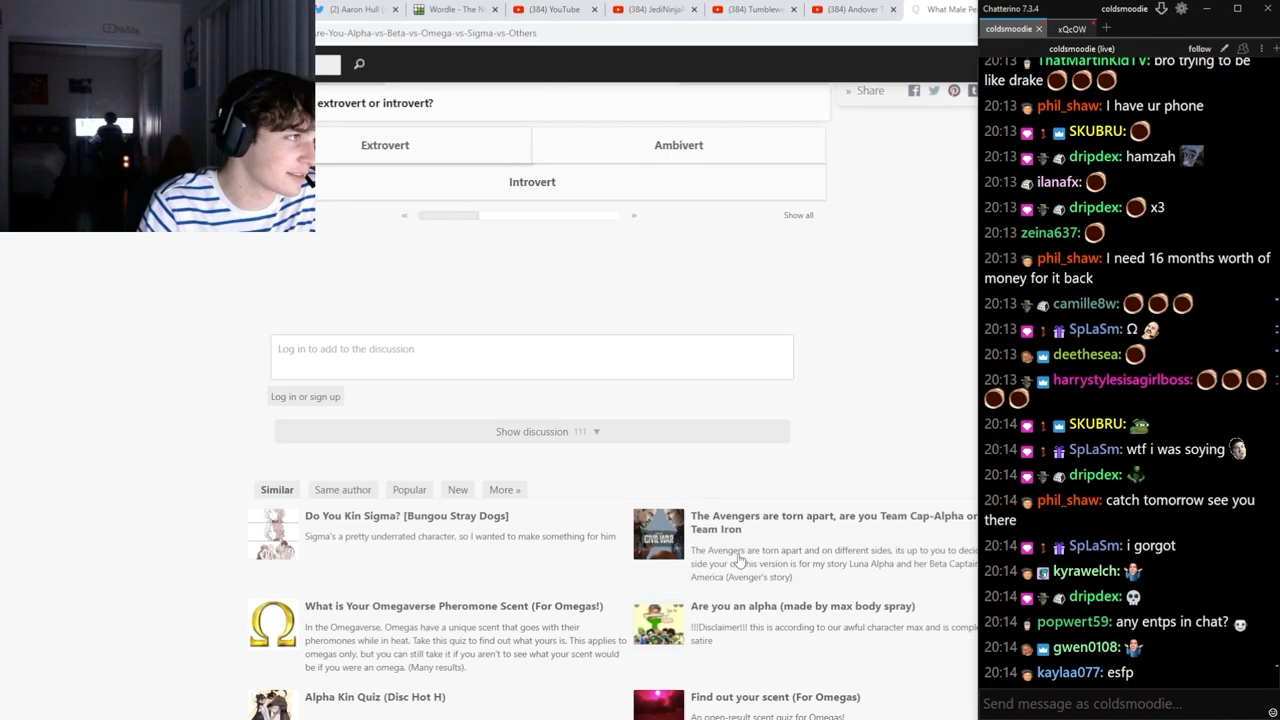 (2) Aaron Hull (
Wordle - The N
(384) YouTube
(384) JediNinjaF
(384) Tumblewe
(384) Andover T
What Male Pe
re-You-Alpha-vs-Beta-vs-Omega-vs-Sigma-vs-Others
extrovert or introvert?
» Share
Extrovert
Ambivert
Introvert
«
»
Show all
Log in to add to the discussion
Log in or sign up
Show discussion 111 ▼
Similar
Same author
Popular
New
More »
Do You Kin Sigma? [Bungou Stray Dogs]
Sigma's a pretty underrated character, so I wanted to make something for him
The Avengers are torn apart, are you Team Cap-Alpha or
Team Iron
The Avengers are torn apart and on different sides, its up to you to deci
side your
his version is for my story Luna Alpha and her Beta Captain
America (Avenger's story)
What is Your Omegaverse Pheromone Scent (For Omegas!)
In the Omegaverse, Omegas have a unique scent that goes with their
pheromones while in heat. Take this quiz to find out what yours is. This applies to
omegas only, but you can still take it if you aren't to see what your scent would
be if you were an omega. (Many results).
Are you an alpha (made by max body spray)
!!!Disclaimer!!! this is according to our awful character max and is comple
satire
Alpha Kin Quiz (Disc Hot H)
Find out your scent (For Omegas)
An open-result scent quiz for Omegas!
Chatterino 7.3.4
coldsmoodie
coldsmoodie
xQcOW
coldsmoodie (live)
follow
20:13 ThatMartinKidTV: bro trying to be
like drake
20:13 phil_shaw: I have ur phone
20:13 SKUBRU:
20:13 dripdex: hamzah
20:13 ilanafx:
20:13 dripdex: x3
20:13 zeina637:
20:13 phil_shaw: I need 16 months worth of
money for it back
20:13 camille8w:
20:13 SpLaSm: Ω
20:13 deethesea:
20:13 harrystylesisagirlboss:
20:14 SKUBRU:
20:14 SpLaSm: wtf i was soying
20:14 dripdex:
20:14 phil_shaw: catch tomorrow see you
there
20:14 SpLaSm: i gorgot
20:14 kyrawelch:
20:14 dripdex:
20:14 popwert59: any entps in chat?
20:14 gwen0108:
20:14 kaylaa077: esfp
Send message as coldsmoodie...